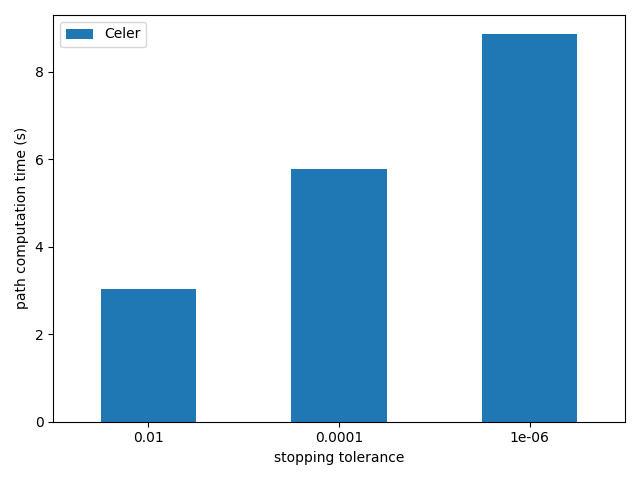 Celer
path computation time (s)
8
6
4
2
0
0.01 0.0001 1e-06
stopping tolerance